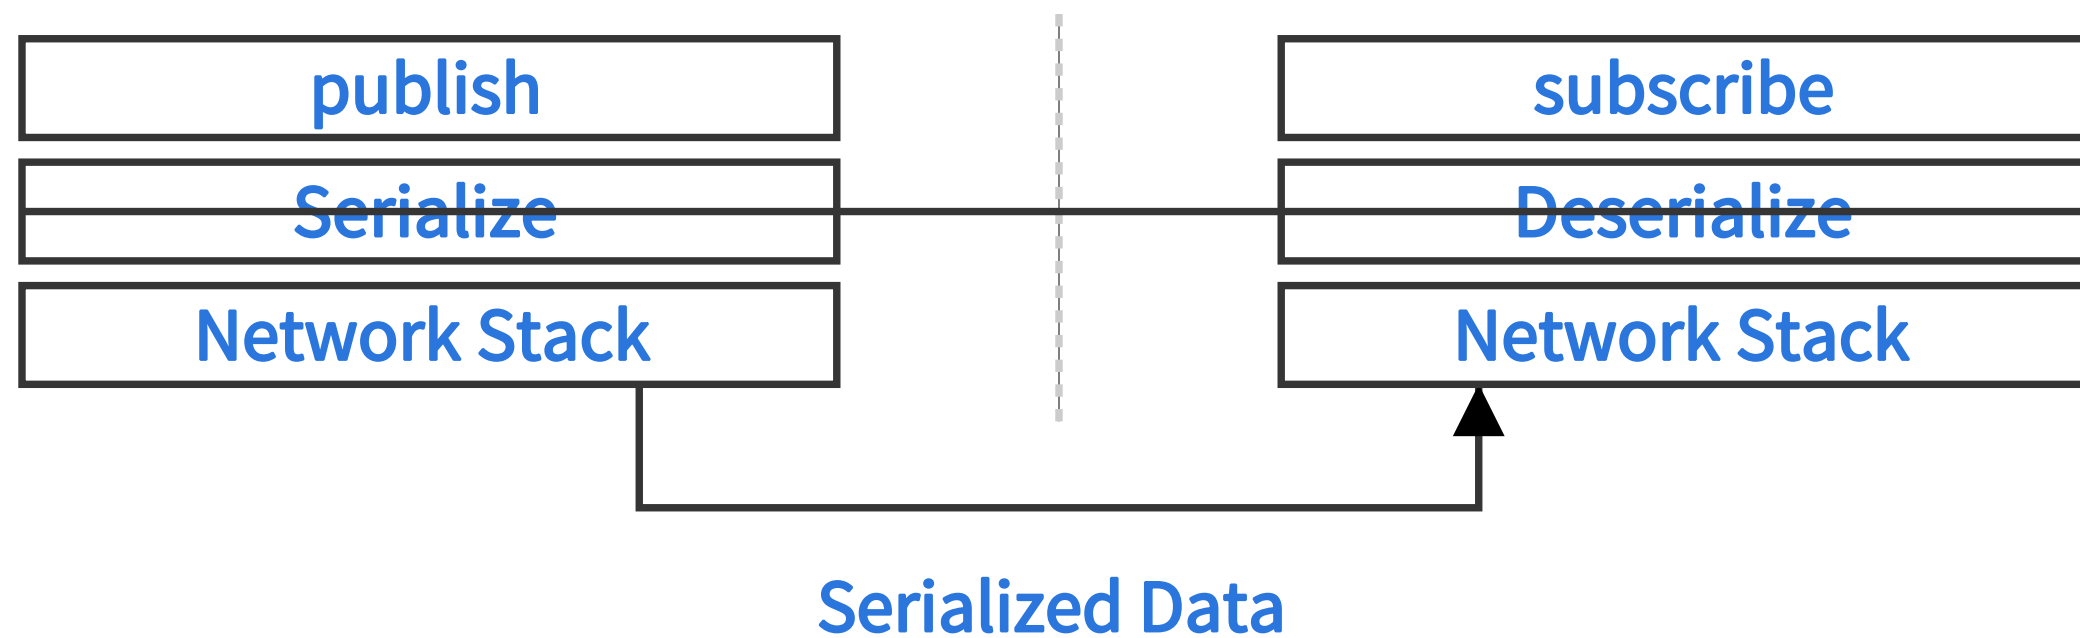 publish
subscribe
Serialize
Deserialize
Network Stack
Network Stack
Serialized Data